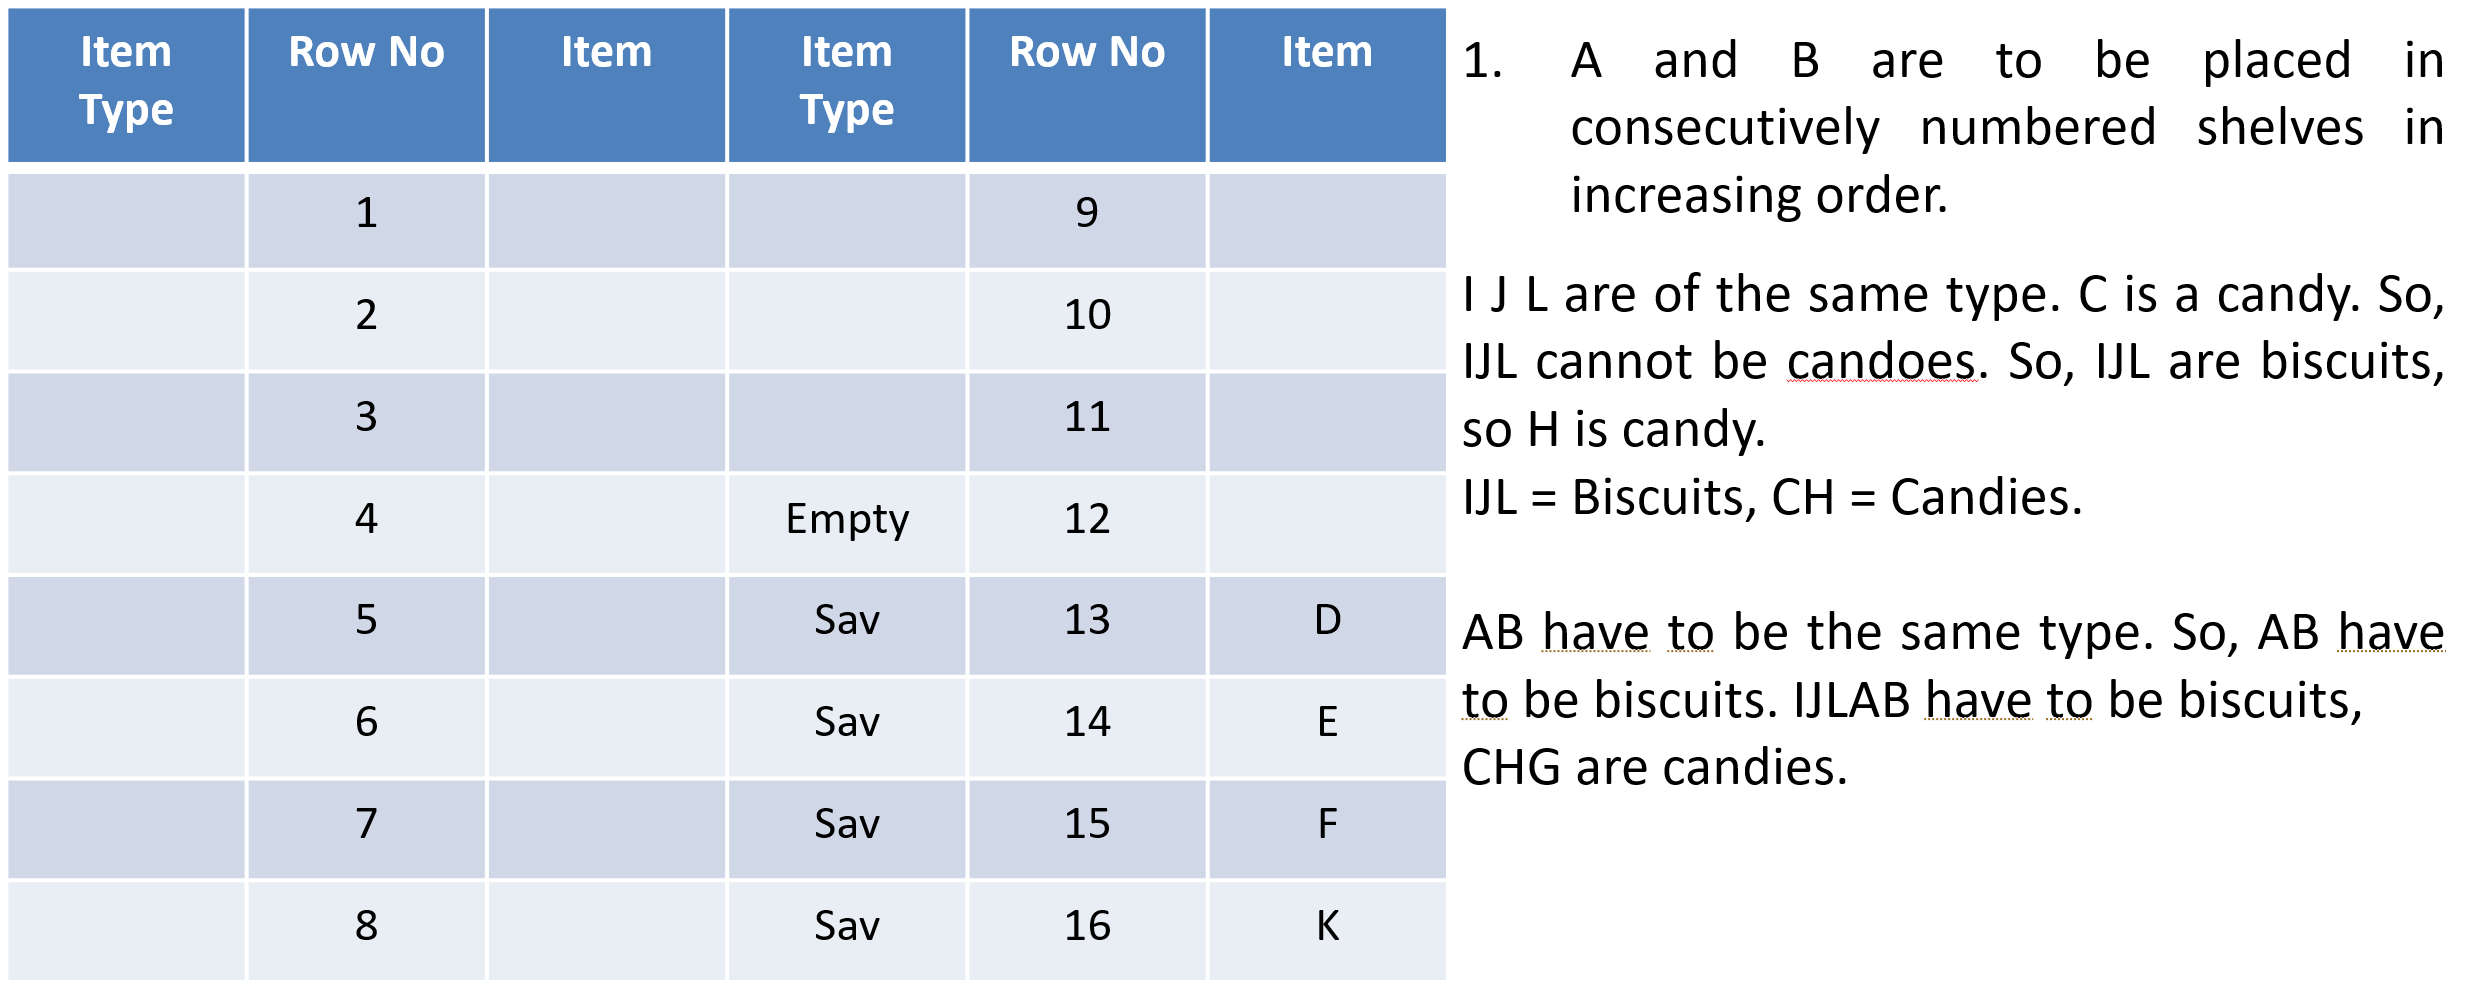 Item Type Row No Item Item Type Row No Item
1 9
2 10
3 11
4 Empty 12
5 Sav 13 D
6 Sav 14 E
7 Sav 15 F
8 Sav 16 K
1. A and B are to be placed in
consecutively numbered shelves in
increasing order.
I J L are of the same type. C is a candy. So,
IJL cannot be candoes. So, IJL are biscuits,
so H is candy.
IJL = Biscuits, CH = Candies.
AB have to be the same type. So, AB have
to be biscuits. IJLAB have to be biscuits,
CHG are candies.